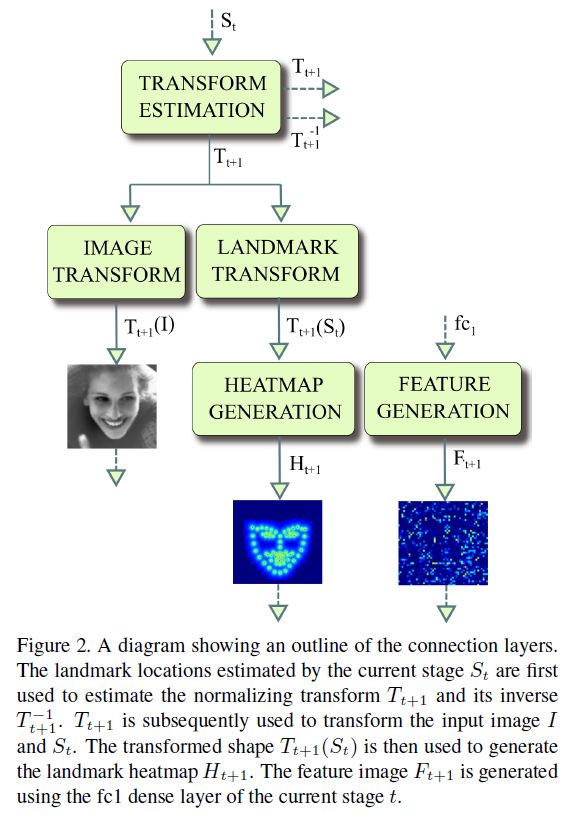 S_t
TRANSFORM
ESTIMATION
T_{t+1}
T_{t+1}^{-1}
T_{t+1}
IMAGE
TRANSFORM
LANDMARK
TRANSFORM
T_{t+1}(I)
T_{t+1}(S_t)
fc_1
HEATMAP
GENERATION
FEATURE
GENERATION
H_{t+1}
F_{t+1}
Figure 2. A diagram showing an outline of the connection layers.
The landmark locations estimated by the current stage S_t are first
used to estimate the normalizing transform T_{t+1} and its inverse
T_{t+1}^{-1}. T_{t+1} is subsequently used to transform the input image I
and S_t. The transformed shape T_{t+1}(S_t) is then used to generate
the landmark heatmap H_{t+1}. The feature image F_{t+1} is generated
using the fc1 dense layer of the current stage t.